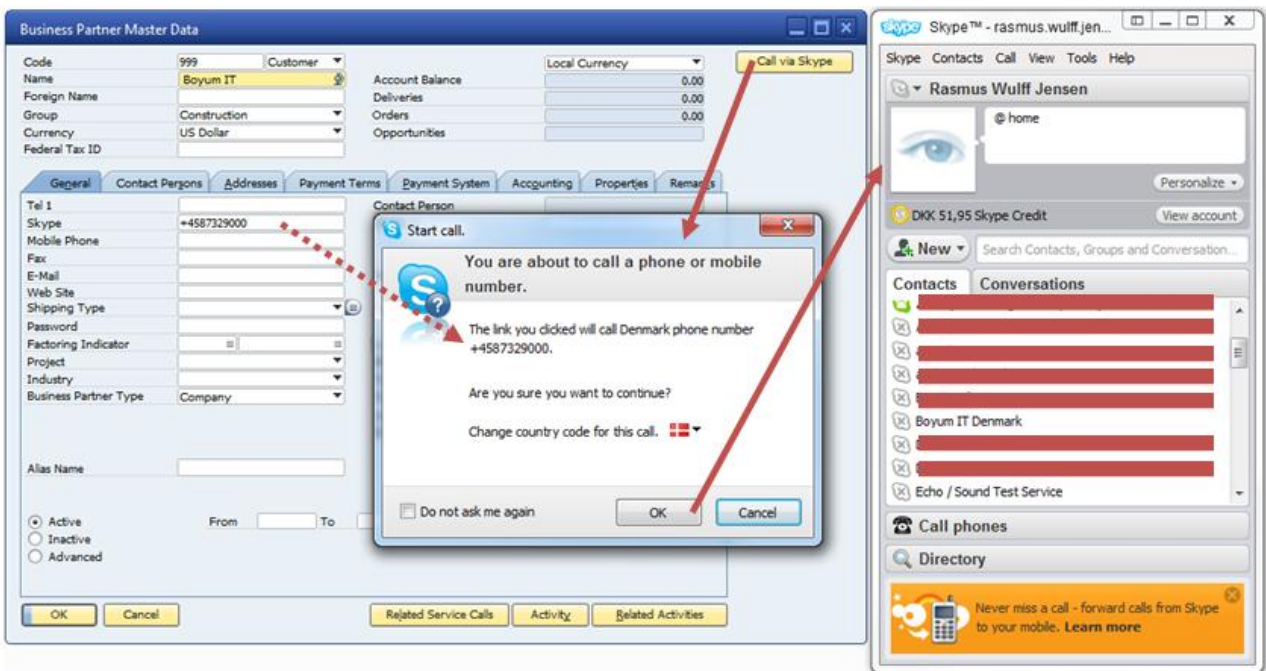 Business Partner Master Data
Code 999 Customer
Name Boyum IT
Foreign Name
Group Construction
Currency US Dollar
Federal Tax ID
Local Currency
Account Balance 0.00
Deliveries 0.00
Orders 0.00
Opportunities
Call via Skype
General Contact Persons Addresses Payment Terms Payment System Accounting Properties Remarks
Tel 1
Skype +4587329000
Mobile Phone
Fax
E-Mail
Web Site
Shipping Type
Password
Factoring Indicator
Project
Industry
Business Partner Type Company
Alias Name
Active From To
Inactive
Advanced
Contact Person
OK Cancel Related Service Calls Activity Related Activities
Start call.
You are about to call a phone or mobile
number.
The link you clicked will call Denmark phone number
+4587329000.
Are you sure you want to continue?
Change country code for this call.
Do not ask me again OK Cancel
Skype™ - rasmus.wulff.jen...
Skype Contacts Call View Tools Help
Rasmus Wulff Jensen
@ home
Personalize
DKK 51,95 Skype Credit View account
New Search Contacts, Groups and Conversation...
Contacts Conversations
Boyum IT Denmark
Echo / Sound Test Service
Call phones
Directory
Never miss a call - forward calls from Skype
to your mobile. Learn more